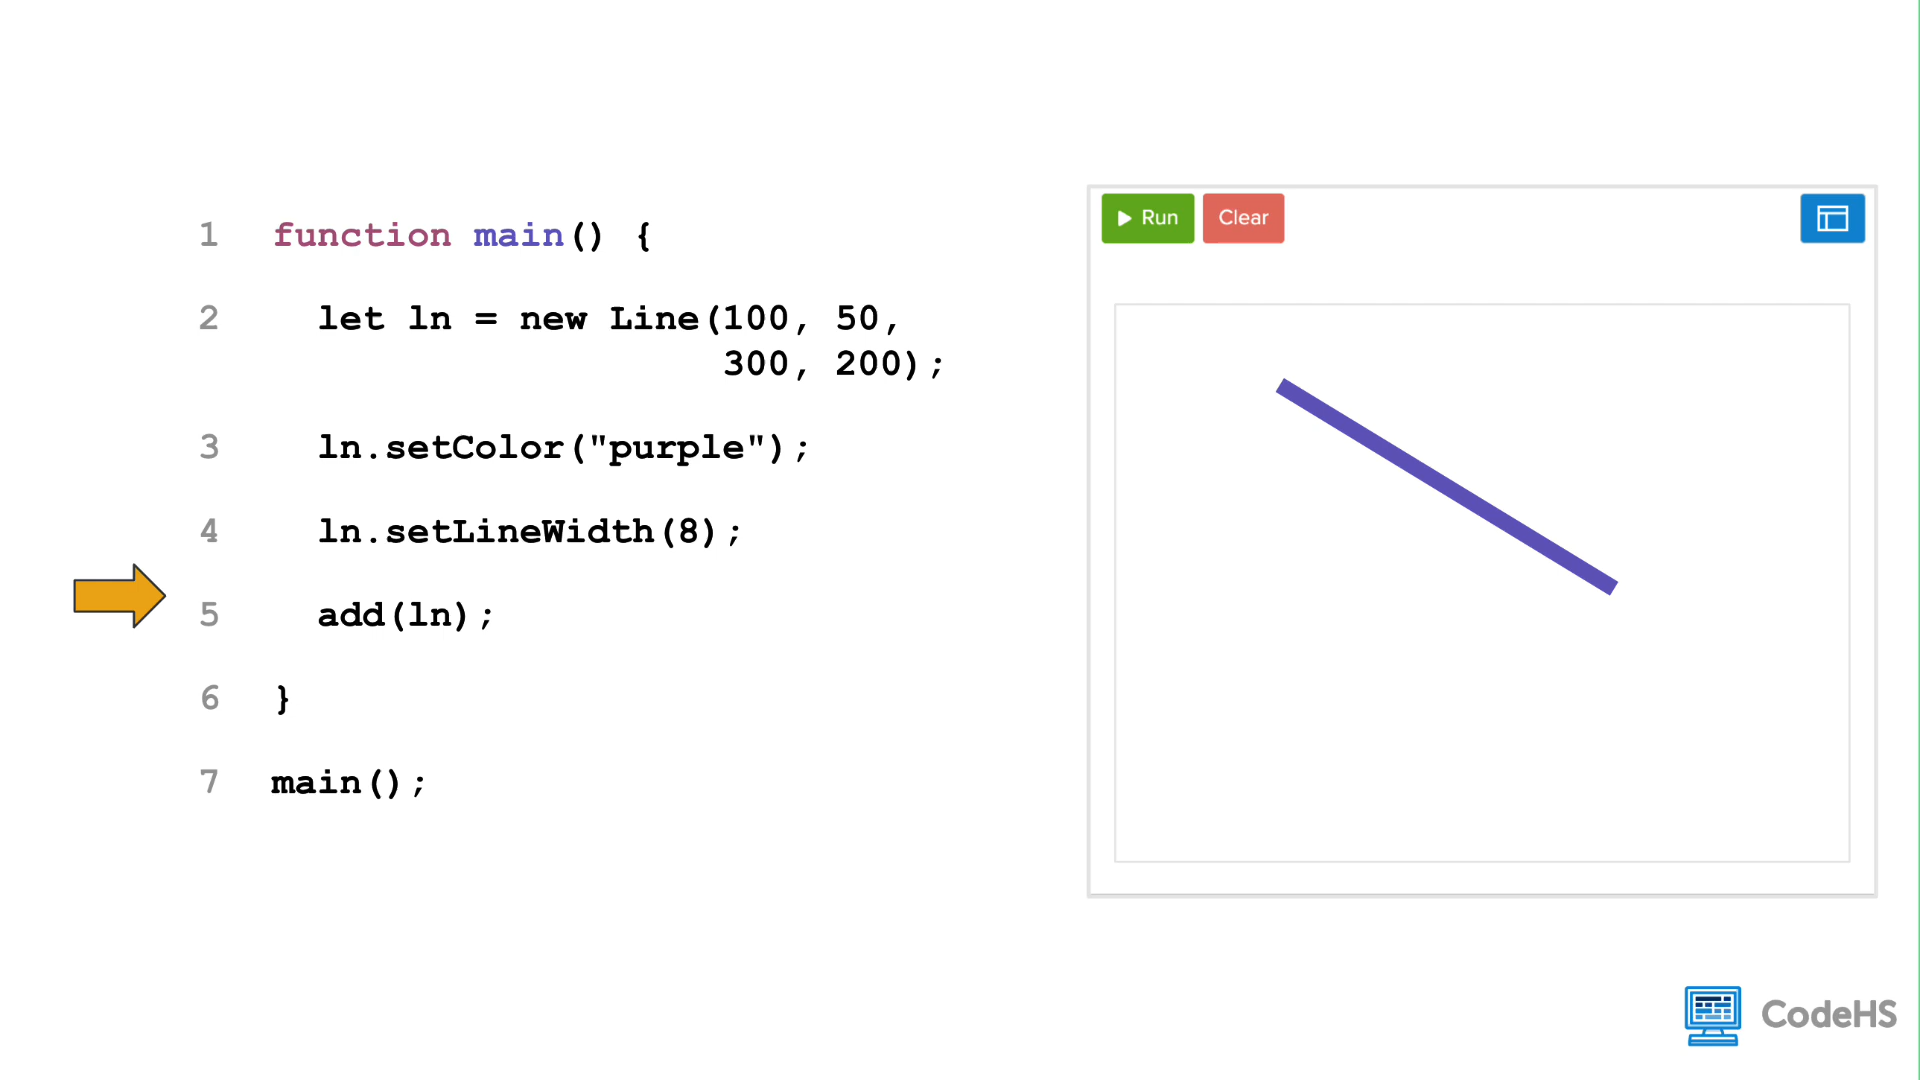 1 function main() {
2 let ln = new Line(100, 50,
300, 200);
3 ln.setColor("purple");
4 ln.setLineWidth(8);
5 add(ln);
6 }
7 main();
Run Clear
CodeHS